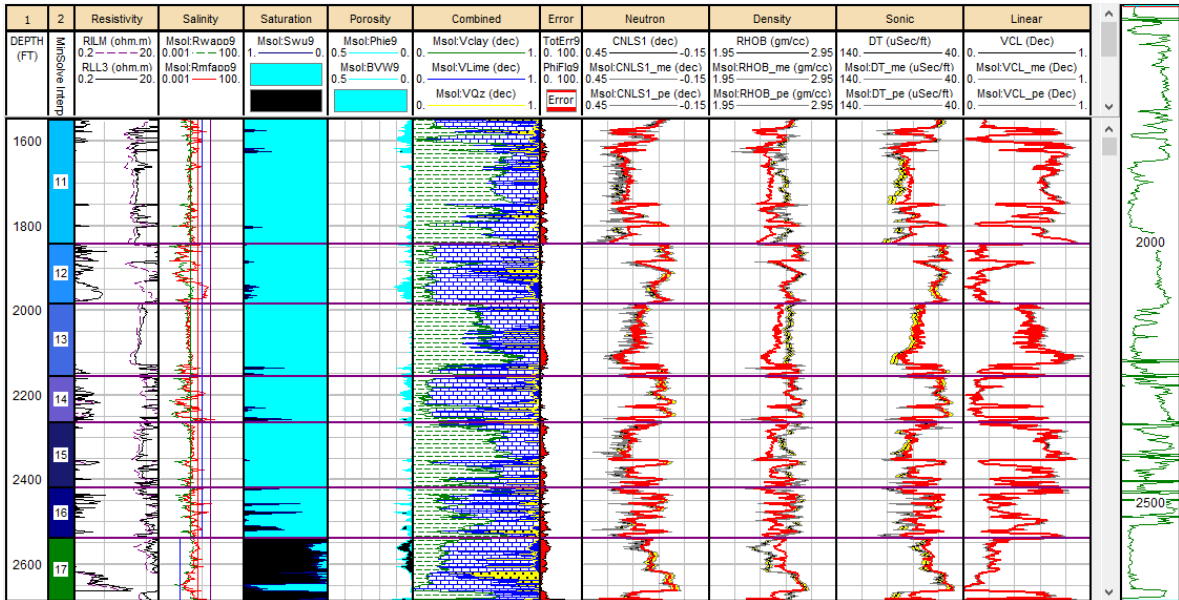 1 2 Resistivity Salinity Saturation Porosity Combined Error Neutron Density Sonic Linear
DEPTH (FT)
MinSolve Interp
RILM (ohm.m)
0.2 20.
RLL3 (ohm.m)
0.2 20.
Msol:Rwapp9
0.001 100.
Msol:Rmfapp9
0.001 100.
Msol:Swu9
1. 0.
Msol:Phie9
0.5 0.
Msol:BVW9
0.5 0.
Msol:Vclay (dec)
0. 1.
Msol:VLime (dec)
0. 1.
Msol:VQz (dec)
0. 1.
TotErr9
0. 100.
PhiFlg9
0. 100.
Error
CNLS1 (dec)
0.45 -0.15
Msol:CNLS1_me (dec)
0.45 -0.15
Msol:CNLS1_pe (dec)
0.45 -0.15
RHOB (gm/cc)
1.95 2.95
Msol:RHOB_me (gm/cc)
1.95 2.95
Msol:RHOB_pe (gm/cc)
1.95 2.95
DT (uSec/ft)
140. 40.
Msol:DT_me (uSec/ft)
140. 40.
Msol:DT_pe (uSec/ft)
140. 40.
VCL (Dec)
0. 1.
Msol:VCL_me (Dec)
0. 1.
Msol:VCL_pe (Dec)
0. 1.
1600
11
1800
12
2000
13
2200
14
15
2400
16
2600
17
2000
2500